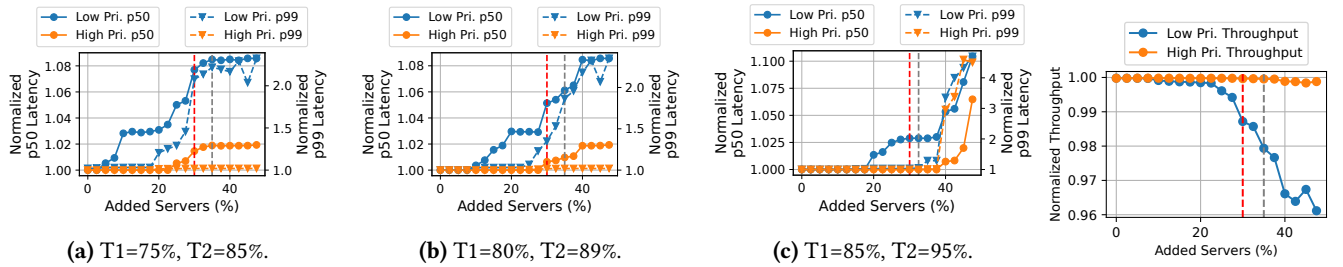 Low Pri. p50
High Pri. p50
Low Pri. p99
High Pri. p99
Normalized
p50 Latency
1.08
1.06
1.04
1.02
1.00
0
20
40
Added Servers (%)
2.0
1.5
1.0
Normalized
p99 Latency
(a) T1=75%, T2=85%.
Low Pri. p50
High Pri. p50
Low Pri. p99
High Pri. p99
Normalized
p50 Latency
1.08
1.06
1.04
1.02
1.00
0
20
40
Added Servers (%)
2.0
1.5
1.0
Normalized
p99 Latency
(b) T1=80%, T2=89%.
Low Pri. p50
High Pri. p50
Low Pri. p99
High Pri. p99
Normalized
p50 Latency
1.100
1.075
1.050
1.025
1.000
0
20
40
Added Servers (%)
4
3
2
1
Normalized
p99 Latency
(c) T1=85%, T2=95%.
Low Pri. Throughput
High Pri. Throughput
Normalized Throughput
1.00
0.99
0.98
0.97
0.96
0
20
40
Added Servers (%)